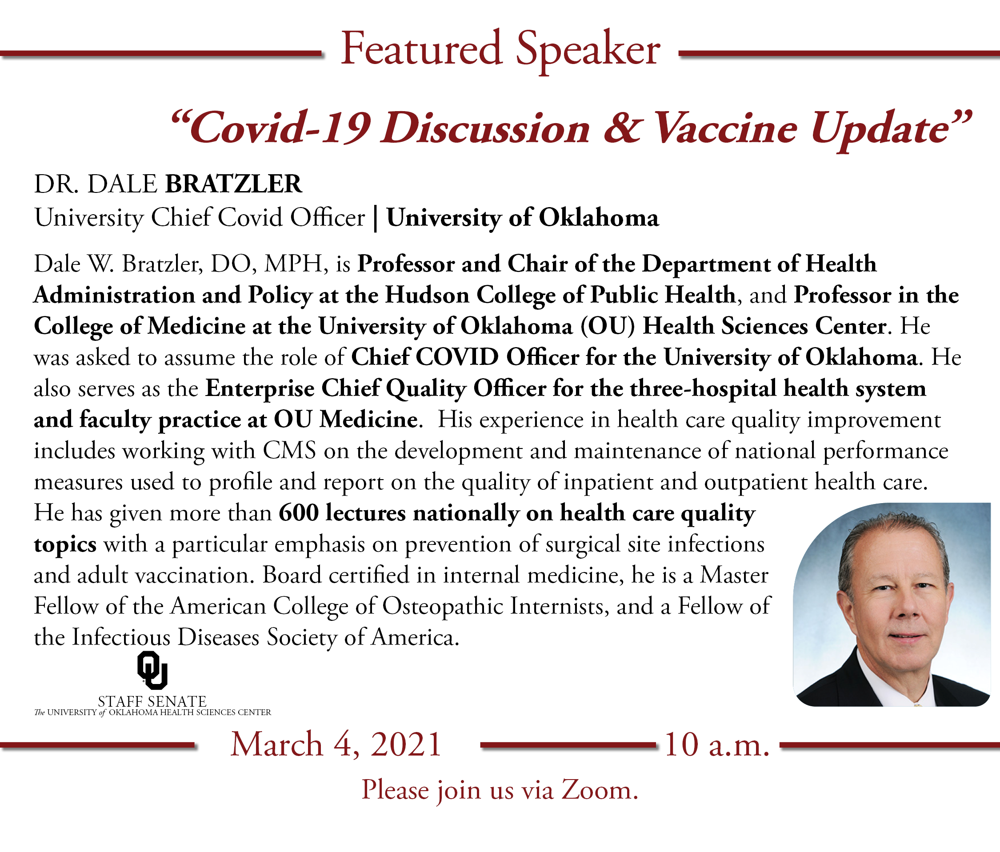 Featured Speaker
“Covid-19 Discussion & Vaccine Update”
DR. DALE BRATZLER
University Chief Covid Officer | University of Oklahoma
Dale W. Bratzler, DO, MPH, is Professor and Chair of the Department of Health
Administration and Policy at the Hudson College of Public Health, and Professor in the
College of Medicine at the University of Oklahoma (OU) Health Sciences Center. He
was asked to assume the role of Chief COVID Officer for the University of Oklahoma. He
also serves as the Enterprise Chief Quality Officer for the three-hospital health system
and faculty practice at OU Medicine.  His experience in health care quality improvement
includes working with CMS on the development and maintenance of national performance
measures used to profile and report on the quality of inpatient and outpatient health care.
He has given more than 600 lectures nationally on health care quality
topics with a particular emphasis on prevention of surgical site infections
and adult vaccination. Board certified in internal medicine, he is a Master
Fellow of the American College of Osteopathic Internists, and a Fellow of
the Infectious Diseases Society of America.
OU
STAFF SENATE
The UNIVERSITY of OKLAHOMA HEALTH SCIENCES CENTER
March 4, 2021 10 a.m.
Please join us via Zoom.